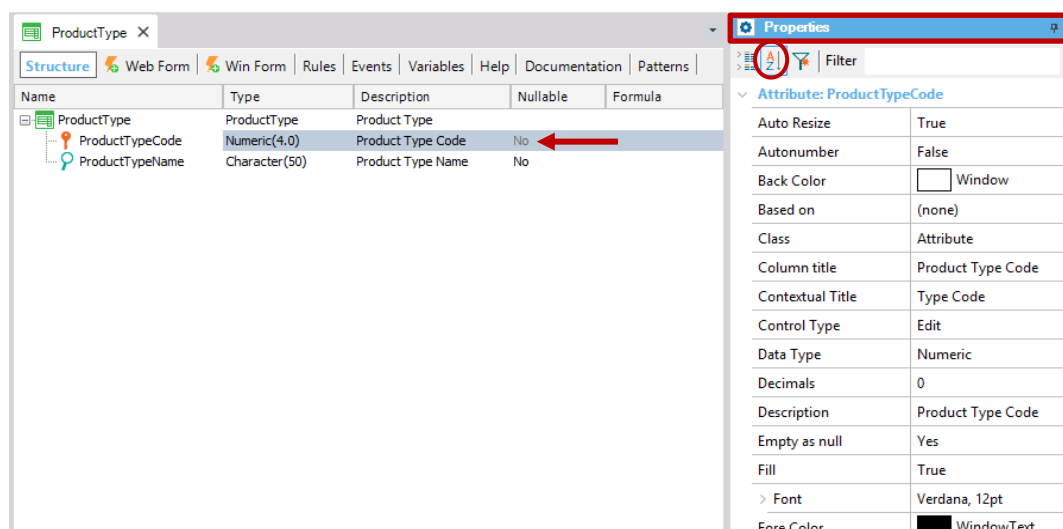 ProductType
Structure Web Form Win Form Rules Events Variables Help Documentation Patterns
Name Type Description Nullable Formula
ProductType ProductType Product Type
ProductTypeCode Numeric(4.0) Product Type Code No
ProductTypeName Character(50) Product Type Name No
Properties
A Z Filter
Attribute: ProductTypeCode
Auto Resize True
Autonumber False
Back Color Window
Based on (none)
Class Attribute
Column title Product Type Code
Contextual Title Type Code
Control Type Edit
Data Type Numeric
Decimals 0
Description Product Type Code
Empty as null Yes
Fill True
Font Verdana, 12pt
Fore Color WindowText